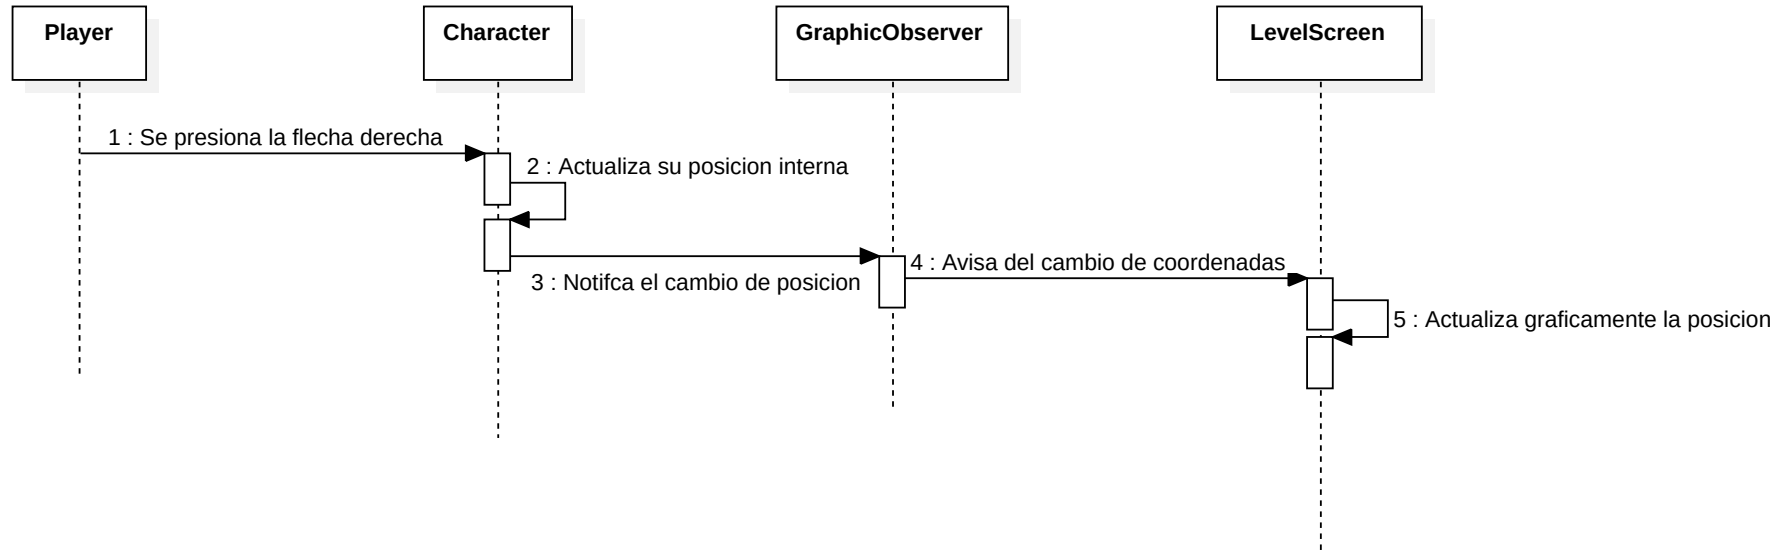 Player
Character
GraphicObserver
LevelScreen
1 : Se presiona la flecha derecha
2 : Actualiza su posicion interna
3 : Notifca el cambio de posicion
4 : Avisa del cambio de coordenadas
5 : Actualiza graficamente la posicion